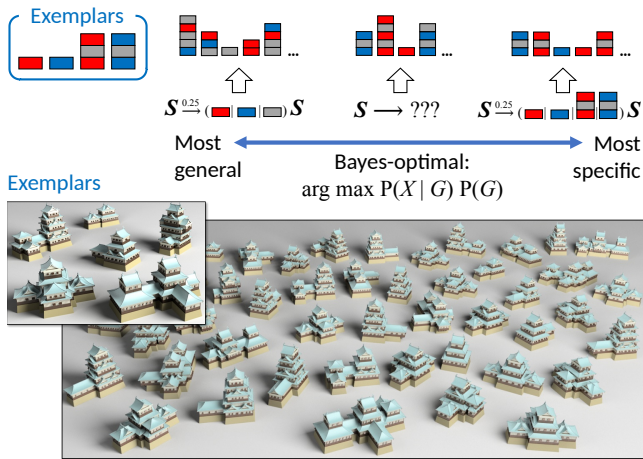 Exemplars
... ... ...
S →0.25 ( | | ) S
S → ???
S →0.25 ( | | | ) S
Most general
Most specific
Bayes-optimal:
arg max P(X | G) P(G)
Exemplars